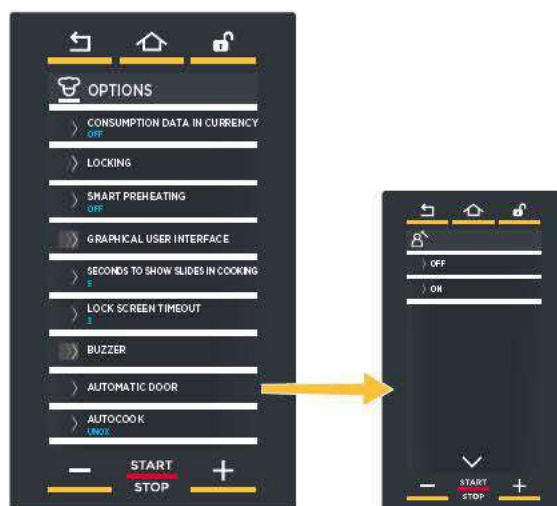 OPTIONS
CONSUMPTION DATA IN CURRENCY
OFF
LOCKING
SMART PREHEATING
OFF
GRAPHICAL USER INTERFACE
SECONDS TO SHOW SLIDES IN COOKING
5
LOCK SCREEN TIMEOUT
3
BUZZER
AUTOMATIC DOOR
AUTOCOOK
UNOX
START
STOP
OFF
ON
START
STOP